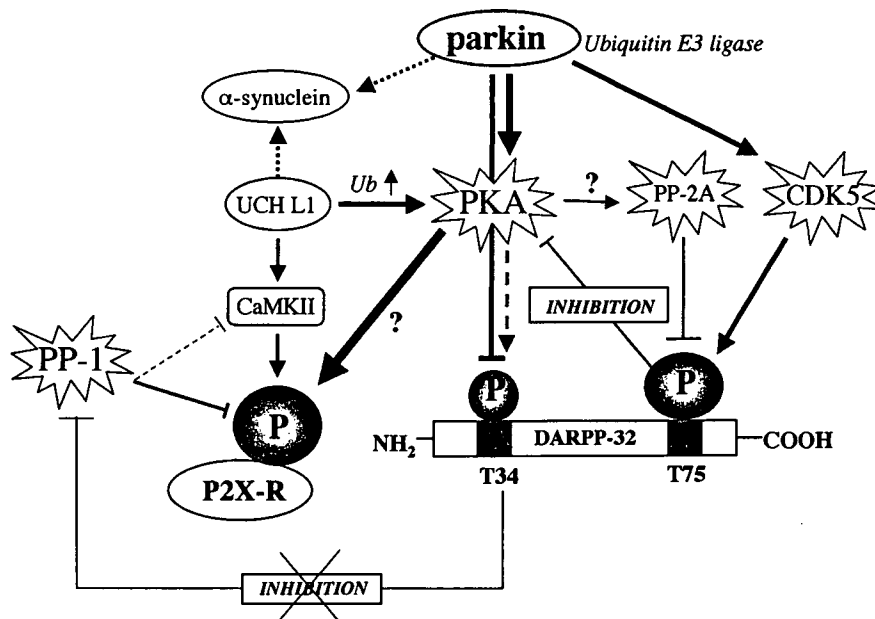 parkin
Ubiquitin E3 ligase
α-synuclein
Ub
?
UCH L1
PKA
PP-2A
CDK5
CaMKII
INHIBITION
?
PP-1
P
P
P
NH2
DARPP-32
COOH
P2X-R
T34
T75
INHIBITION